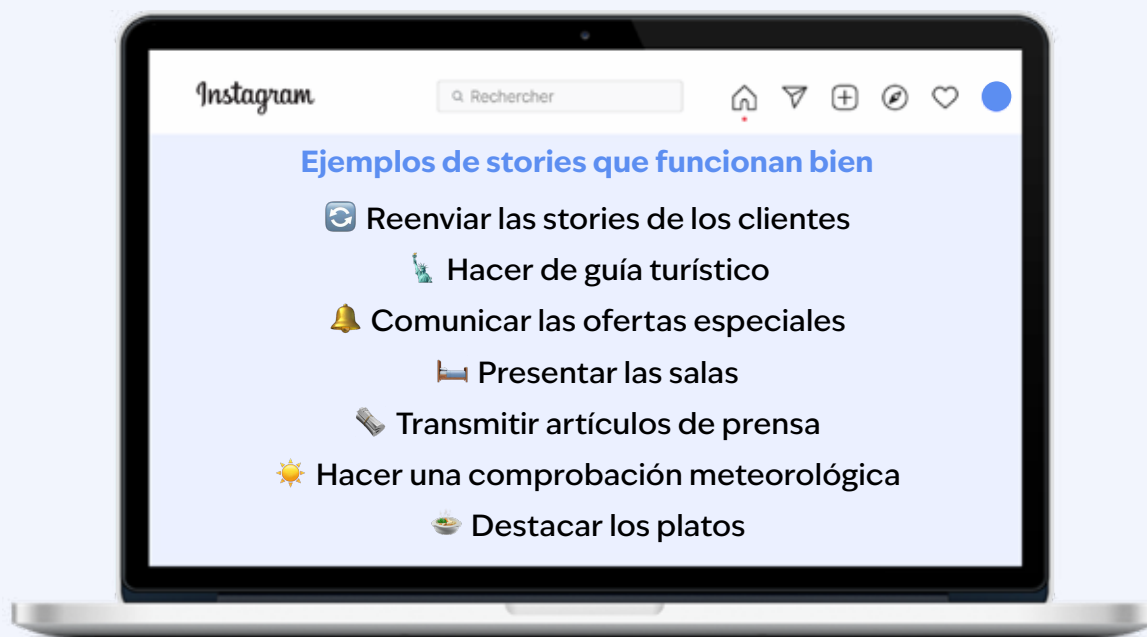 Instagram
Rechercher
Ejemplos de stories que funcionan bien
Reenviar las stories de los clientes
Hacer de guía turístico
Comunicar las ofertas especiales
Presentar las salas
Transmitir artículos de prensa
Hacer una comprobación meteorológica
Destacar los platos